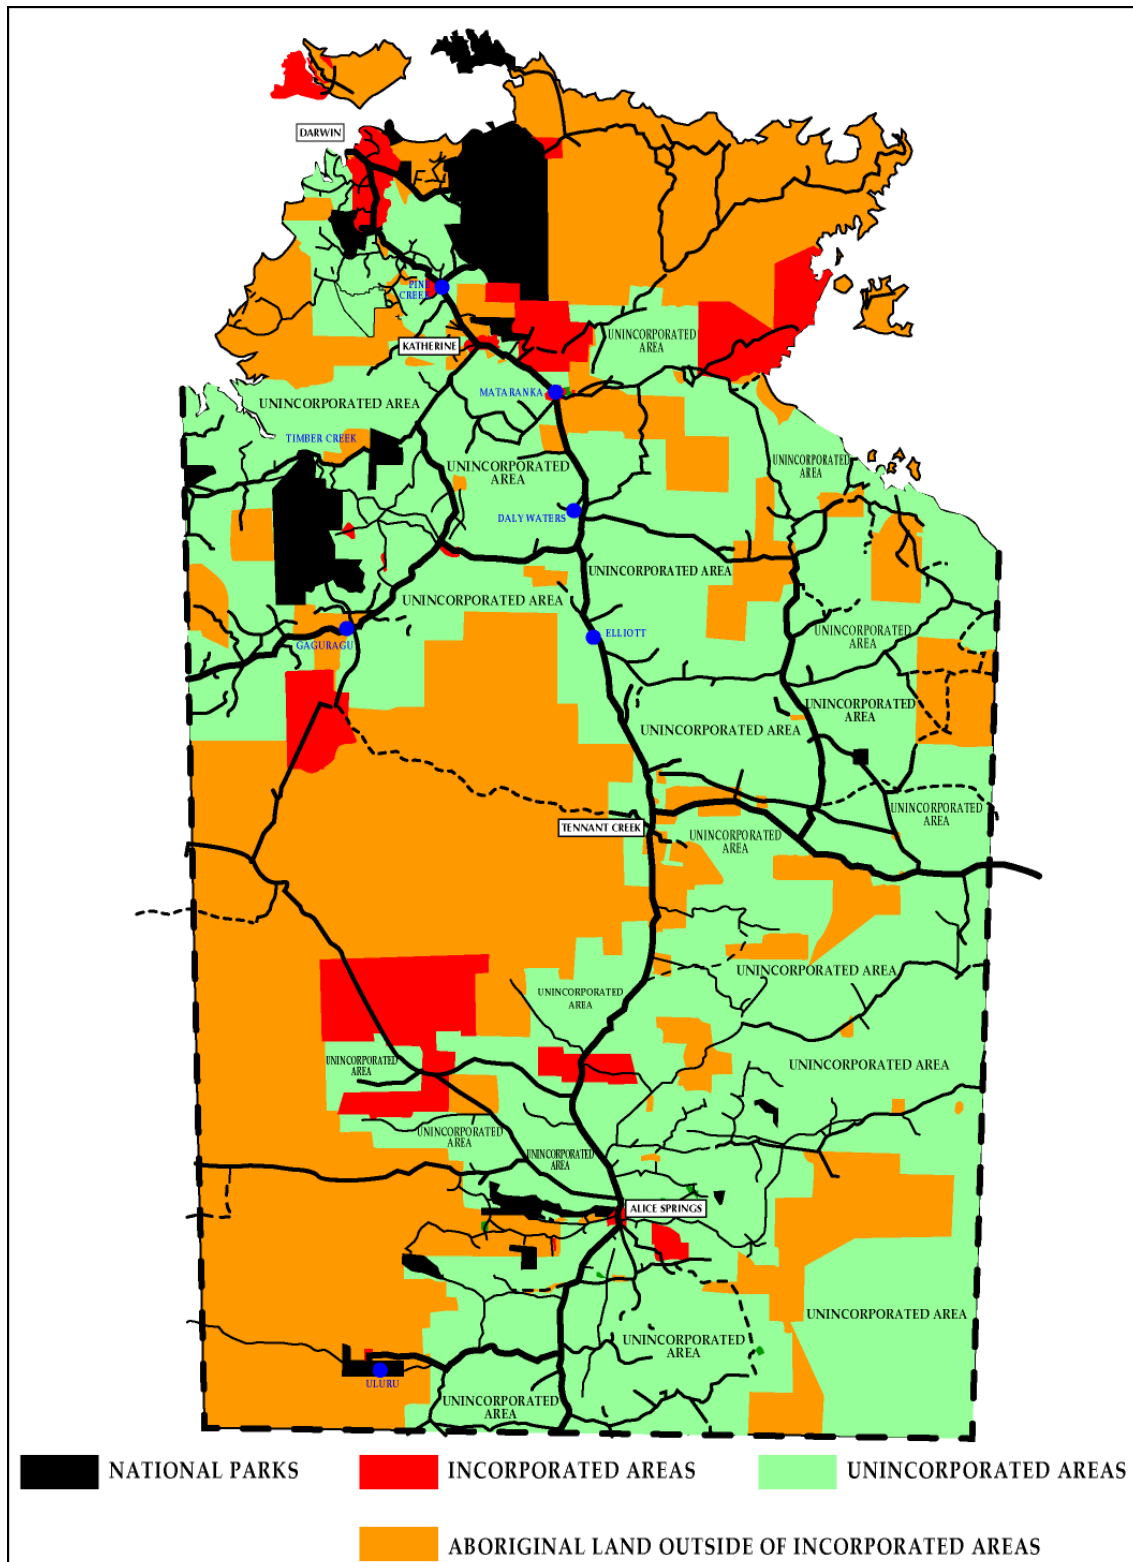 DARWIN
PINE
CREEK
KATHERINE
UNINCORPORATED
AREA
MATARANKA
UNINCORPORATED AREA
TIMBER CREEK
UNINCORPORATED
AREA
UNINCORPORATED
AREA
DALY WATERS
UNINCORPORATED AREA
UNINCORPORATED AREA
GAGURAGU
ELLIOTT
UNINCORPORATED
AREA
UNINCORPORATED
AREA
UNINCORPORATED AREA
UNINCORPORATED
AREA
TENNANT CREEK
UNINCORPORATED
AREA
UNINCORPORATED AREA
UNINCORPORATED
AREA
UNINCORPORATED
AREA
UNINCORPORATED AREA
UNINCORPORATED
AREA
UNINCORPORATED
AREA
ALICE SPRINGS
UNINCORPORATED AREA
UNINCORPORATED
AREA
ULURU
UNINCORPORATED
AREA
NATIONAL PARKS
INCORPORATED AREAS
UNINCORPORATED AREAS
ABORIGINAL LAND OUTSIDE OF INCORPORATED AREAS